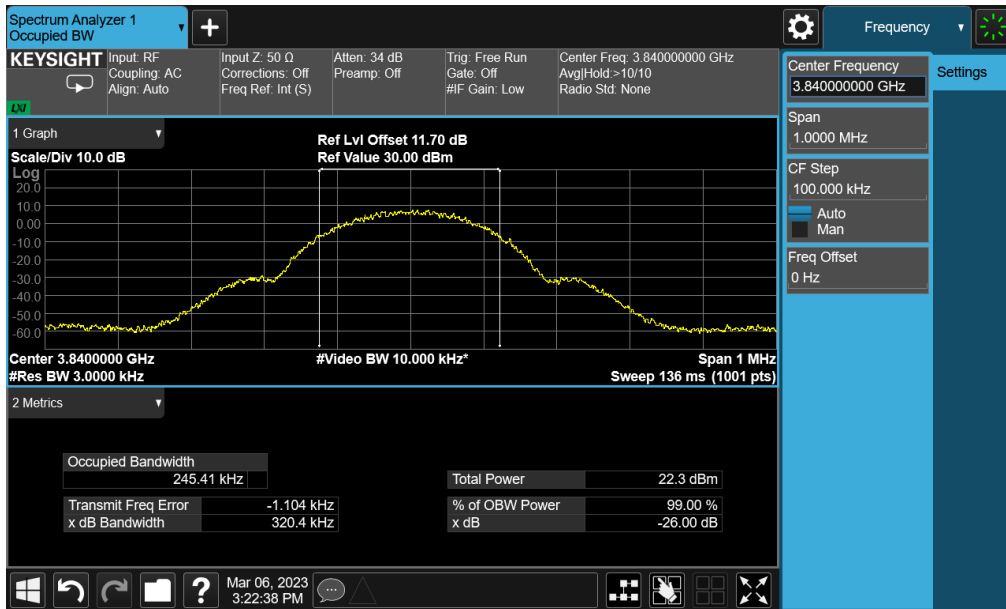 Spectrum Analyzer 1
Occupied BW
Frequency
KEYSIGHT
LXI
Input: RF
Coupling: AC
Align: Auto
Input Z: 50 Ω
Corrections: Off
Freq Ref: Int (S)
Atten: 34 dB
Preamp: Off
Trig: Free Run
Gate: Off
#IF Gain: Low
Center Freq: 3.840000000 GHz
Avg|Hold:>10/10
Radio Std: None
Center Frequency
3.840000000 GHz
Settings
Span
1.0000 MHz
CF Step
100.000 kHz
Auto
Man
Freq Offset
0 Hz
1 Graph
Scale/Div 10.0 dB
Ref Lvl Offset 11.70 dB
Ref Value 30.00 dBm
Log
20.0
10.0
0.00
-10.0
-20.0
-30.0
-40.0
-50.0
-60.0
Center 3.8400000 GHz
#Video BW 10.000 kHz*
Span 1 MHz
#Res BW 3.0000 kHz
Sweep 136 ms (1001 pts)
2 Metrics
Occupied Bandwidth
245.41 kHz
Total Power 22.3 dBm
Transmit Freq Error -1.104 kHz
% of OBW Power 99.00 %
x dB Bandwidth 320.4 kHz
x dB -26.00 dB
?
Mar 06, 2023
3:22:38 PM